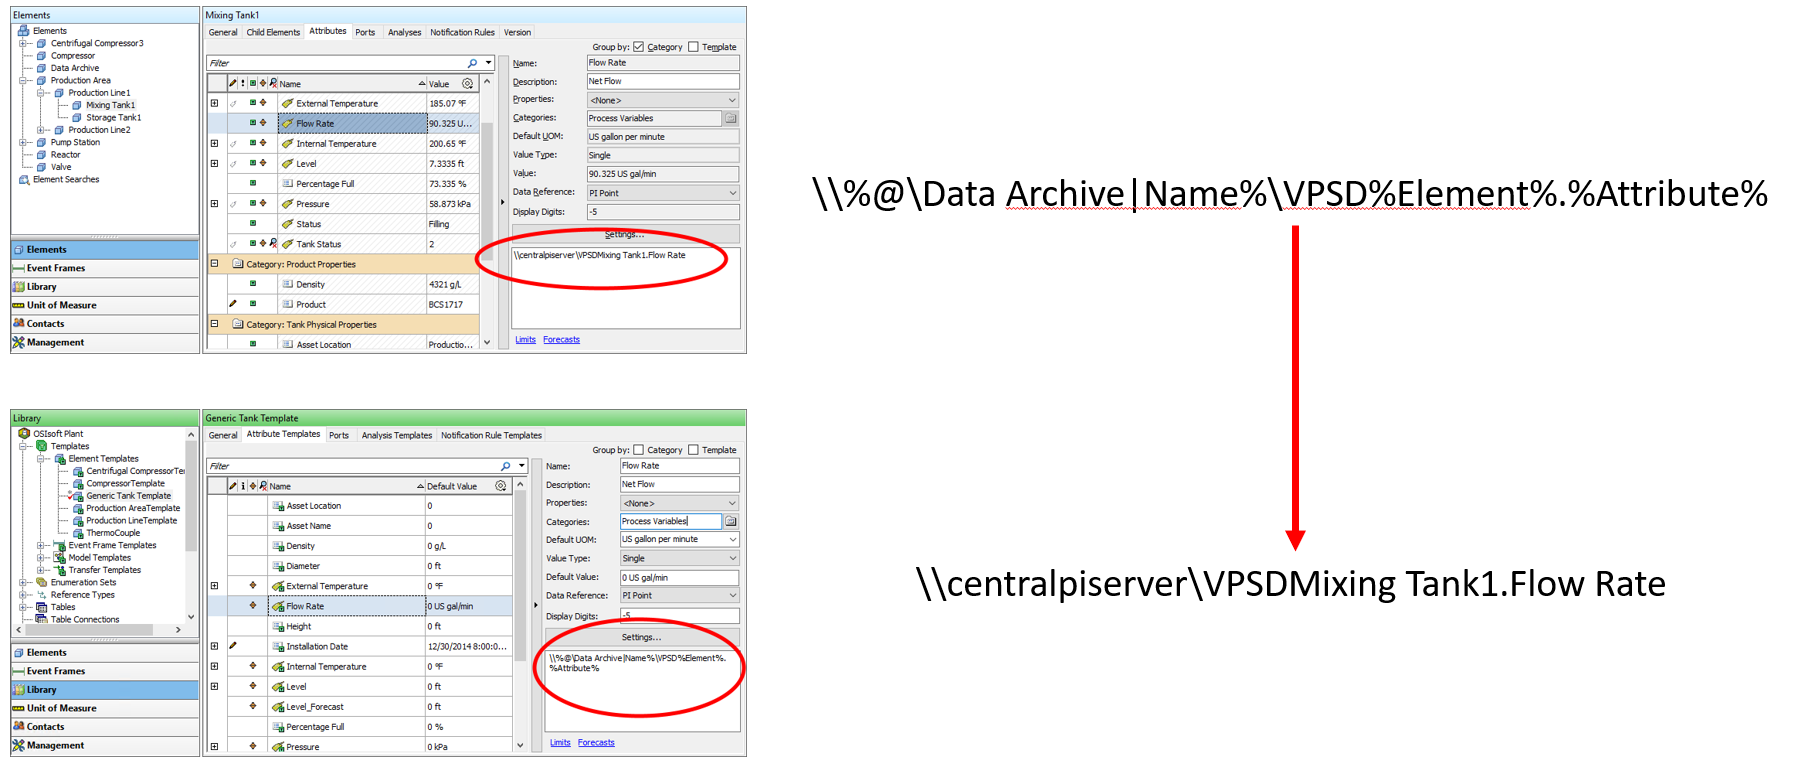 Elements
Elements
Centrifugal Compressor3
Compressor
Data Archive
Production Area
Production Line1
Mixing Tank1
Storage Tank1
Production Line2
Pump Station
Reactor
Valve
Element Searches
Elements
Event Frames
Library
Unit of Measure
Contacts
Management
Mixing Tank1
General Child Elements Attributes Ports Analyses Notification Rules Version
Group by: Category Template
Filter
Name Value
External Temperature 185.07 °F
Flow Rate 90.325 U...
Internal Temperature 200.65 °F
Level 7.3335 ft
Percentage Full 73.335 %
Pressure 58.873 kPa
Status Filling
Tank Status 2
Category: Product Properties
Density 4321 g/L
Product BCS1717
Category: Tank Physical Properties
Asset Location Productio...
Name: Flow Rate
Description: Net Flow
Properties: <None>
Categories: Process Variables
Default UOM: US gallon per minute
Value Type: Single
Value: 90.325 US gal/min
Data Reference: PI Point
Display Digits: -5
Settings...
\\centralpiserver\VPSDMixing Tank1.Flow Rate
Limits Forecasts
\\%@\Data Archive|Name%\VPSD%Element%.%Attribute%
\\centralpiserver\VPSDMixing Tank1.Flow Rate
Library
OSIsoft Plant
Templates
Element Templates
Centrifugal CompressorTe
CompressorTemplate
Generic Tank Template
Production AreaTemplate
Production LineTemplate
ThermoCouple
Event Frame Templates
Model Templates
Transfer Templates
Enumeration Sets
Reference Types
Tables
Table Connections
Elements
Event Frames
Library
Unit of Measure
Contacts
Management
Generic Tank Template
General Attribute Templates Ports Analysis Templates Notification Rule Templates
Group by: Category Template
Filter
Name Default Value
Asset Location 0
Asset Name 0
Density 0 g/L
Diameter 0 ft
External Temperature 0 °F
Flow Rate 0 US gal/min
Height 0 ft
Installation Date 12/30/2014 8:00:0...
Internal Temperature 0 °F
Level 0 ft
Level_Forecast 0 ft
Percentage Full 0 %
Pressure 0 kPa
Name: Flow Rate
Description: Net Flow
Properties: <None>
Categories: Process Variables
Default UOM: US gallon per minute
Value Type: Single
Default Value: 0 US gal/min
Data Reference: PI Point
Display Digits: -5
Settings...
\\%@\Data Archive|Name%\VPSD%Element%.
%Attribute%
Limits Forecasts